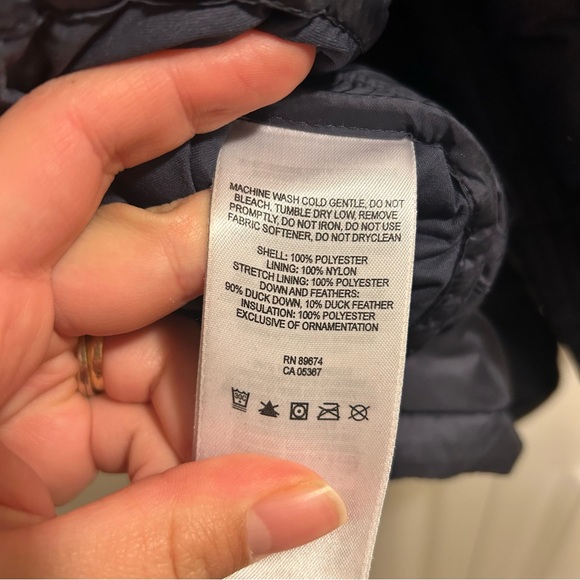 MACHINE WASH COLD GENTLE, DO NOT
BLEACH, TUMBLE DRY LOW, REMOVE
PROMPTLY, DO NOT IRON, DO NOT USE
FABRIC SOFTENER, DO NOT DRYCLEAN
SHELL: 100% POLYESTER
LINING: 100% NYLON
STRETCH LINING: 100% POLYESTER
DOWN AND FEATHERS:
90% DUCK DOWN, 10% DUCK FEATHER
INSULATION: 100% POLYESTER
EXCLUSIVE OF ORNAMENTATION
RN 89674
CA 05367